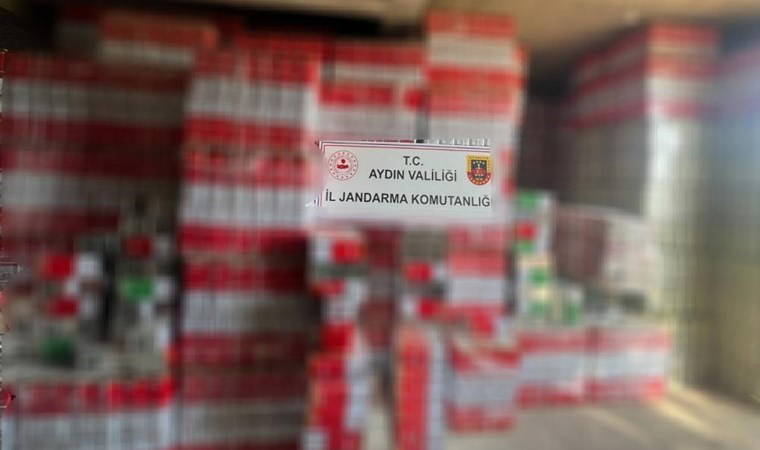 T.C.
AYDIN VALİLİĞİ
İL JANDARMA KOMUTANLIĞI